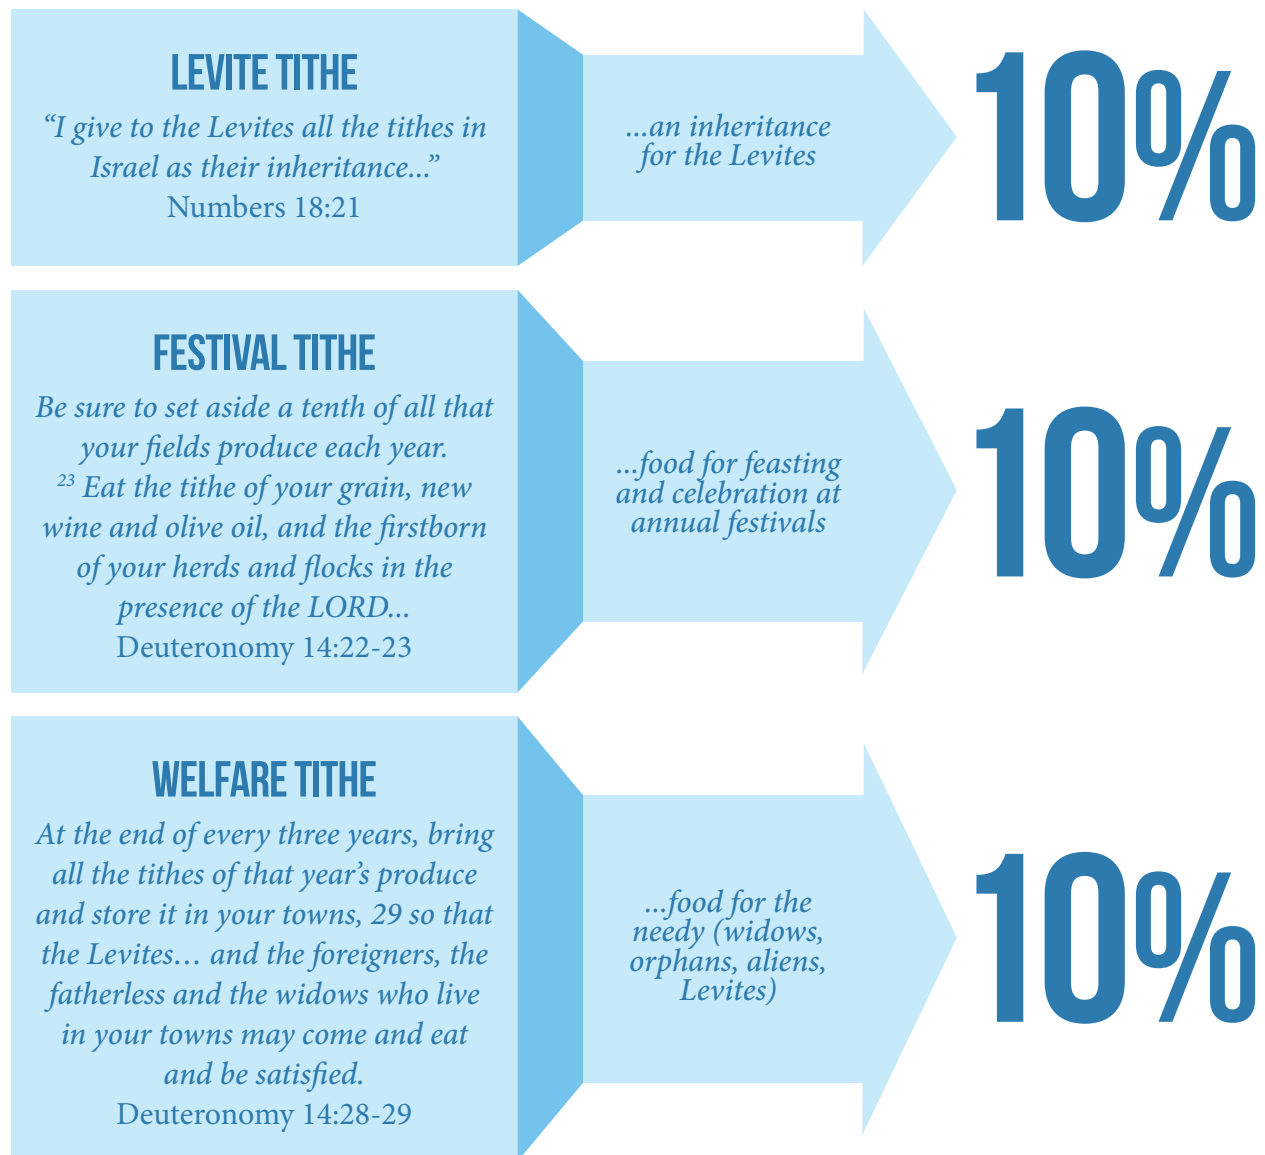 LEVITE TITHE
“I give to the Levites all the tithes in
Israel as their inheritance...”
Numbers 18:21
...an inheritance
for the Levites
10%
FESTIVAL TITHE
Be sure to set aside a tenth of all that
your fields produce each year.
23 Eat the tithe of your grain, new
wine and olive oil, and the firstborn
of your herds and flocks in the
presence of the LORD...
Deuteronomy 14:22-23
...food for feasting
and celebration at
annual festivals
10%
WELFARE TITHE
At the end of every three years, bring
all the tithes of that year’s produce
and store it in your towns, 29 so that
the Levites… and the foreigners, the
fatherless and the widows who live
in your towns may come and eat
and be satisfied.
Deuteronomy 14:28-29
...food for the
needy (widows,
orphans, aliens,
Levites)
10%